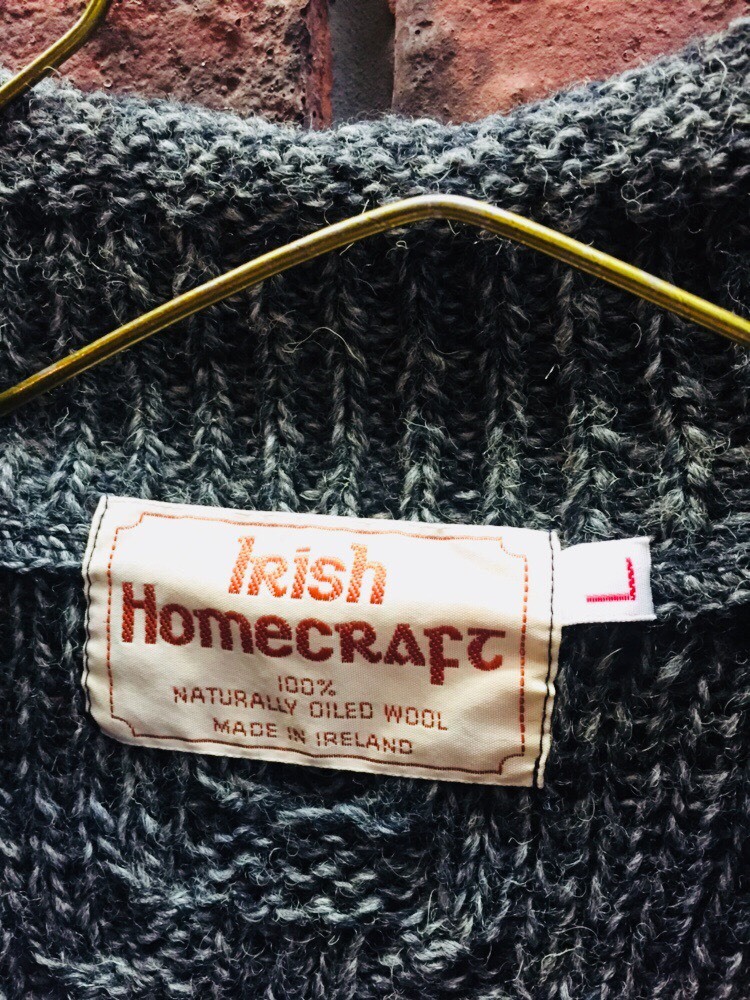 Irish
Homecraft
100%
NATURALLY OILED WOOL
MADE IN IRELAND
L